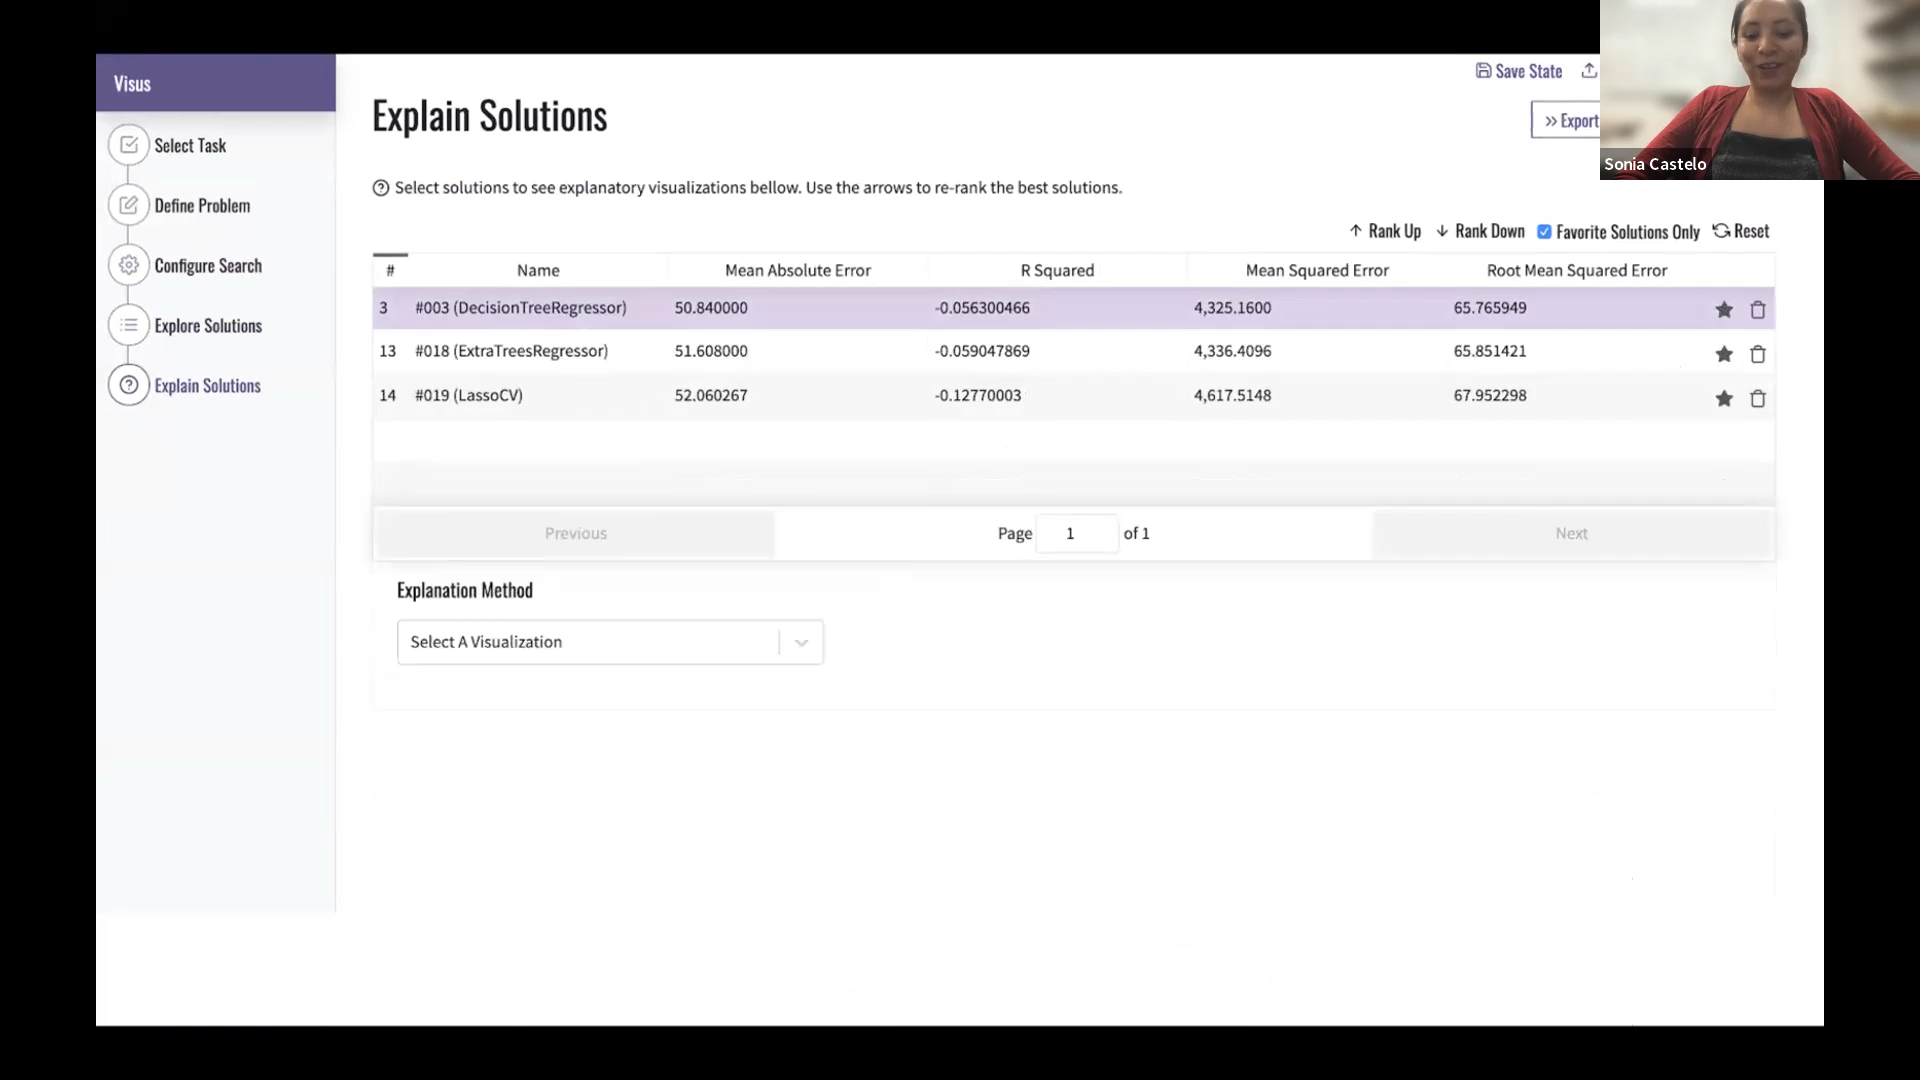 Visus
Save State
Explain Solutions
Export
Sonia Castelo
Select Task
Define Problem
Configure Search
Explore Solutions
Explain Solutions
Select solutions to see explanatory visualizations bellow. Use the arrows to re-rank the best solutions.
Rank Up Rank Down Favorite Solutions Only Reset
# Name Mean Absolute Error R Squared Mean Squared Error Root Mean Squared Error
3 #003 (DecisionTreeRegressor) 50.840000 -0.056300466 4,325.1600 65.765949
13 #018 (ExtraTreesRegressor) 51.608000 -0.059047869 4,336.4096 65.851421
14 #019 (LassoCV) 52.060267 -0.12770003 4,617.5148 67.952298
Previous Page 1 of 1 Next
Explanation Method
Select A Visualization